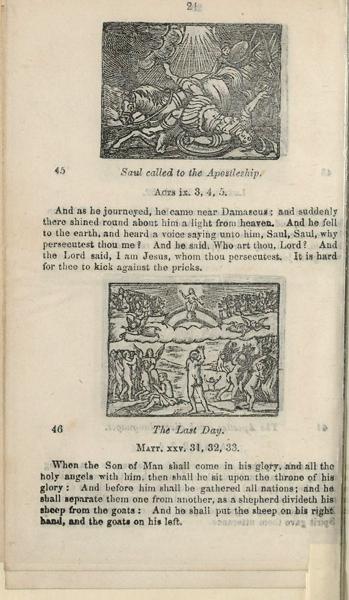 24
45 Saul called to the Apostleship.
Acts ix. 3, 4, 5.
And as he journeyed, he came near Damascus: and suddenly
there shined round about him a light from heaven. And he fell
to the earth, and heard a voice saying unto him, Saul, Saul, why
persecutest thou me? And he said, Who art thou, Lord? And
the Lord said, I am Jesus, whom thou persecutest. It is hard
for thee to kick against the pricks.
46 The Last Day.
Matt. xxv. 31, 32, 33.
When the Son of Man shall come in his glory, and all the
holy angels with him, then shall he sit upon the throne of his
glory: And before him shall be gathered all nations; and he
shall separate them one from another, as a shepherd divideth his
sheep from the goats: And he shall put the sheep on his right
hand, and the goats on his left.